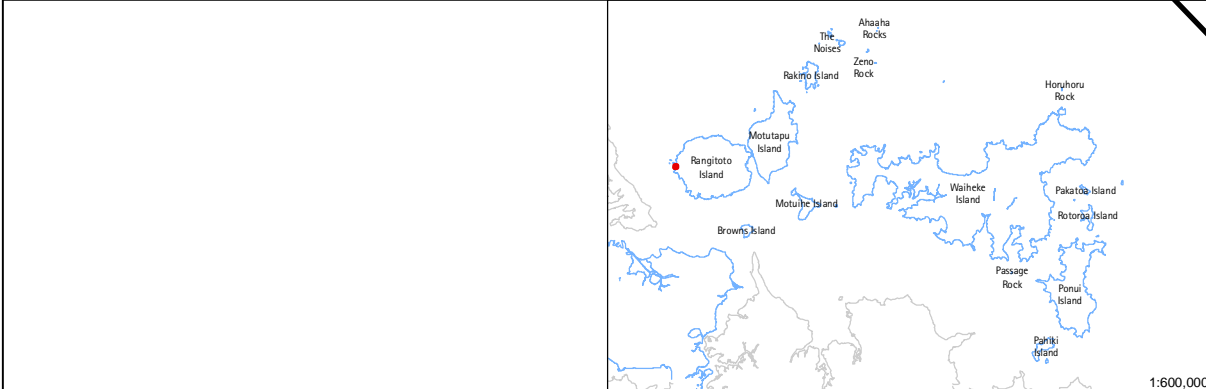 Ahaaha
Rocks
The
Noises
Zeno
Rock
Rakino Island
Horuhoru
Rock
Motutapu
Island
Rangitoto
Island
Waiheke
Island
Pakatoa Island
Motuihe Island
Rotoroa Island
Browns Island
Passage
Rock
Ponui
Island
Pahiki
Island
1:600,000